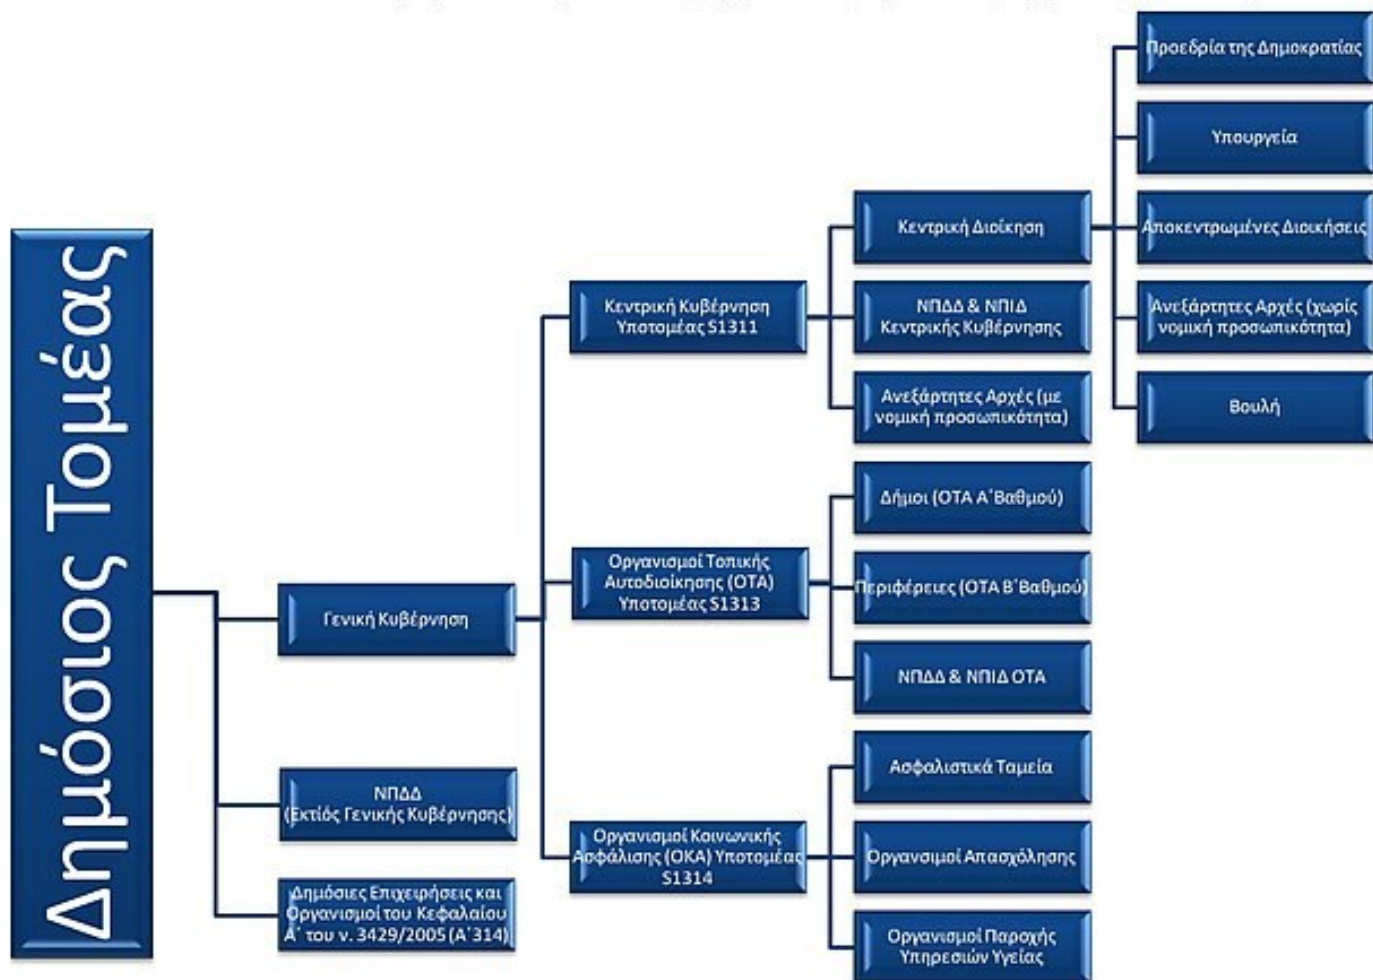 Δημόσιος Τομέας
Γενική Κυβέρνηση
ΝΠΔΔ
(Εκτιός Γενικής Κυβέρνησης)
Δημόσιες Επιχειρήσεις και
Οργανισμοί του Κεφαλαίου
Α΄ του ν. 3429/2005 (Α΄314)
Κεντρική Κυβέρνηση
Υποτομέας S1311
Οργανισμοί Τοπικής
Αυτοδιοίκησης (ΟΤΑ)
Υποτομέας S1313
Οργανισμοί Κοινωνικής
Ασφάλισης (ΟΚΑ) Υποτομέας
S1314
Κεντρική Διοίκηση
ΝΠΔΔ & ΝΠΙΔ
Κεντρικής Κυβέρνησης
Ανεξάρτητες Αρχές (με
νομική προσωπικότητα)
Δήμοι (ΟΤΑ Α΄Βαθμού)
Περιφέρειες (ΟΤΑ Β΄Βαθμού)
ΝΠΔΔ & ΝΠΙΔ ΟΤΑ
Ασφαλιστικά Ταμεία
Οργανσιμοί Απασχόλησης
Οργανισμοί Παροχής
Υπηρεσιών Υγείας
Προεδρία της Δημοκρατίας
Υπουργεία
Αποκεντρωμένες Διοικήσεις
Ανεξάρτητες Αρχές (χωρίς
νομική προσωπικότητα)
Βουλή